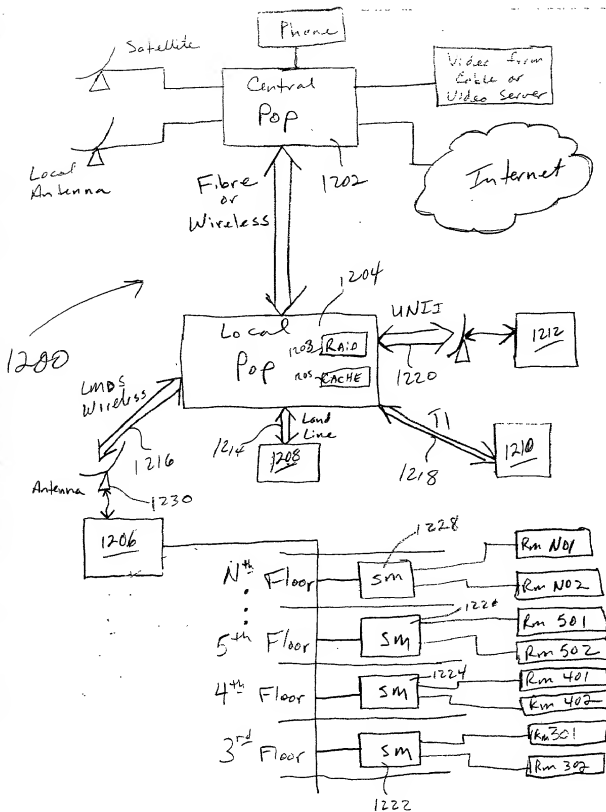 Phone
Satellite
Central
Pop
Video from
Cable or
Video Server
1202
Local
Antenna
Internet
Fibre
or
Wireless
1200
1204
Local
Pop
1208
RAID
1205
CACHE
UNII
1220
1212
LMDS
Wireless
1216
1214
Land
Line
1208
T1
1218
1210
Antenna
1230
1206
1228
Nth Floor
SM
Rm N01
Rm N02
5th Floor
SM
Rm 501
Rm 502
1224
4th Floor
SM
Rm 401
Rm 402
3rd Floor
SM
Rm 301
Rm 302
1222